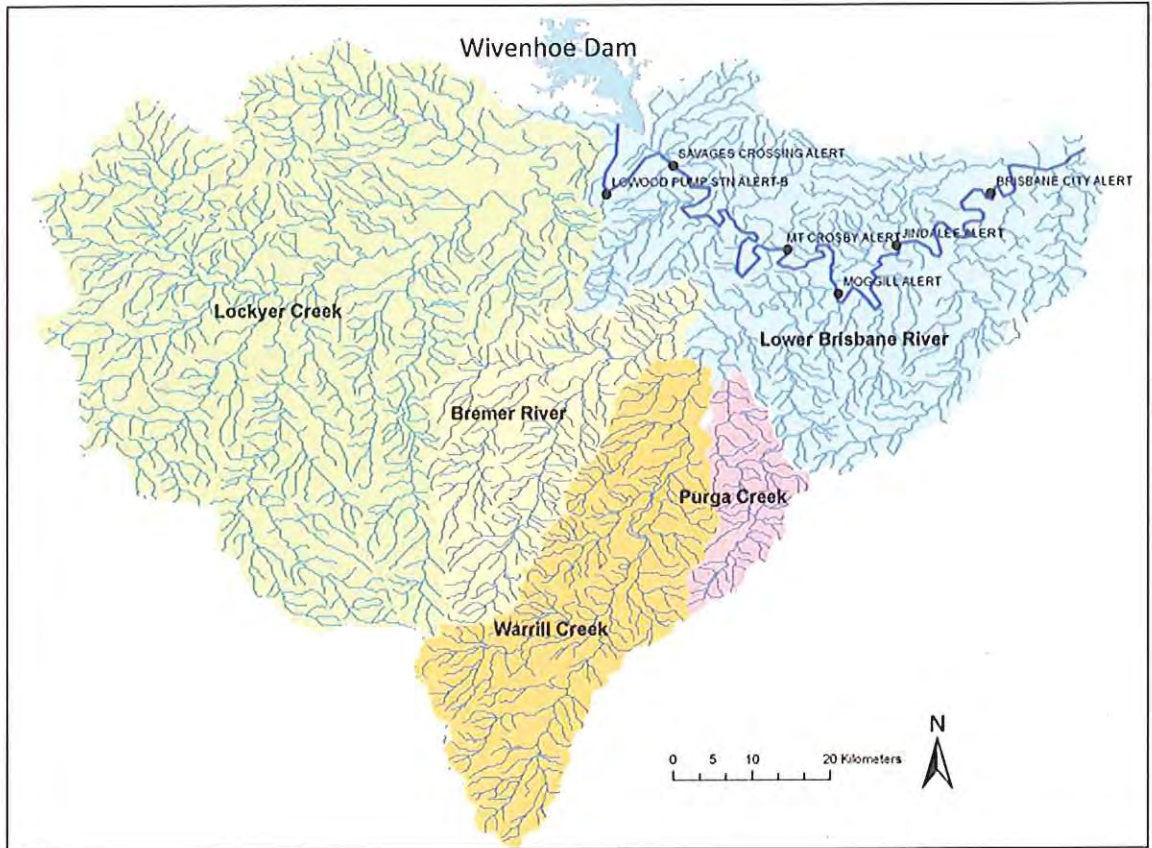 Wivenhoe Dam
SAVAGES CROSSING ALERT
LOWOOD PUMP STN ALERT-B
BRISBANE CITY ALERT
MT CROSBY ALERT
JINDALEE ALERT
MOGGILL ALERT
Lockyer Creek
Lower Brisbane River
Bremer River
Purga Creek
Warrill Creek
N
0 5 10 20 Kilometers